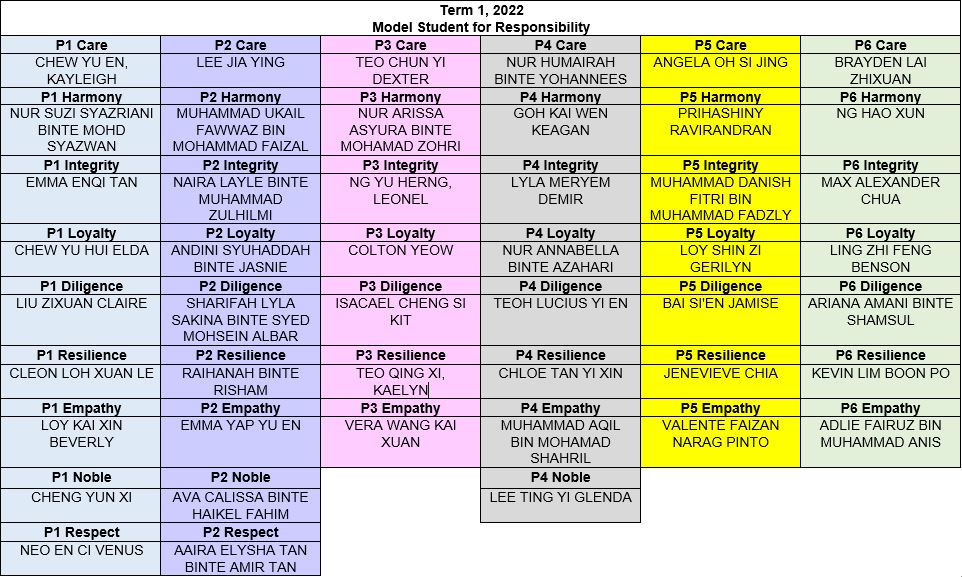 Term 1, 2022
Model Student for Responsibility
P1 Care P2 Care P3 Care P4 Care P5 Care P6 Care
CHEW YU EN, LEE JIA YING TEO CHUN YI NUR HUMAIRAH ANGELA OH SI JING BRAYDEN LAI
KAYLEIGH DEXTER BINTE YOHANNEES ZHIXUAN
P1 Harmony P2 Harmony P3 Harmony P4 Harmony P5 Harmony P6 Harmony
NUR SUZI SYAZRIANI MUHAMMAD UKAIL NUR ARISSA GOH KAI WEN PRIHASHINY NG HAO XUN
BINTE MOHD FAWWAZ BIN ASYURA BINTE KEAGAN RAVIRANDRAN
SYAZWAN MOHAMMAD FAIZAL MOHAMAD ZOHRI
P1 Integrity P2 Integrity P3 Integrity P4 Integrity P5 Integrity P6 Integrity
EMMA ENQI TAN NAIRA LAYLE BINTE NG YU HERNG, LYLA MERYEM MUHAMMAD DANISH MAX ALEXANDER
MUHAMMAD LEONEL DEMIR FITRI BIN CHUA
ZULHILMI MUHAMMAD FADZLY
P1 Loyalty P2 Loyalty P3 Loyalty P4 Loyalty P5 Loyalty P6 Loyalty
CHEW YU HUI ELDA ANDINI SYUHADDAH COLTON YEOW NUR ANNABELLA LOY SHIN ZI LING ZHI FENG
BINTE JASNIE BINTE AZAHARI GERILYN BENSON
P1 Diligence P2 Diligence P3 Diligence P4 Diligence P5 Diligence P6 Diligence
LIU ZIXUAN CLAIRE SHARIFAH LYLA ISACAEL CHENG SI TEOH LUCIUS YI EN BAI SI'EN JAMISE ARIANA AMANI BINTE
SAKINA BINTE SYED KIT SHAMSUL
MOHSEIN ALBAR
P1 Resilience P2 Resilience P3 Resilience P4 Resilience P5 Resilience P6 Resilience
CLEON LOH XUAN LE RAIHANAH BINTE TEO QING XI, CHLOE TAN YI XIN JENEVIEVE CHIA KEVIN LIM BOON PO
RISHAM KAELYN
P1 Empathy P2 Empathy P3 Empathy P4 Empathy P5 Empathy P6 Empathy
LOY KAI XIN EMMA YAP YU EN VERA WANG KAI MUHAMMAD AQIL VALENTE FAIZAN ADLIE FAIRUZ BIN
BEVERLY XUAN BIN MOHAMAD NARAG PINTO MUHAMMAD ANIS
SHAHRIL
P1 Noble P2 Noble P4 Noble
CHENG YUN XI AVA CALISSA BINTE LEE TING YI GLENDA
HAIKEL FAHIM
P1 Respect P2 Respect
NEO EN CI VENUS AAIRA ELYSHA TAN
BINTE AMIR TAN